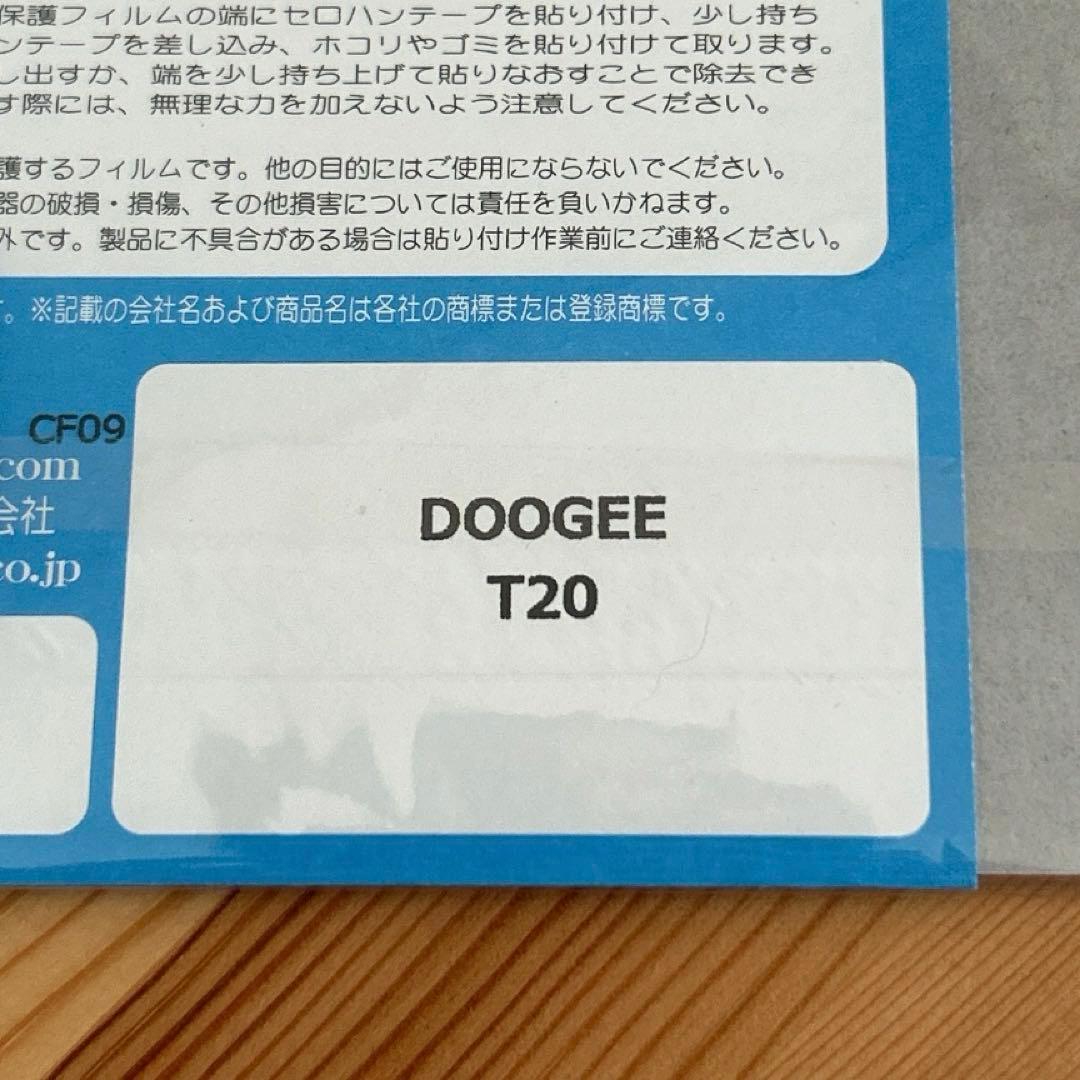 保護フィルムの端にセロハンテープを貼り付け、少し持ち
ンテープを差し込み、ホコリやゴミを貼り付けて取ります。
し出すか、端を少し持ち上げて貼りなおすことで除去でき
す際には、無理な力を加えないよう注意してください。
護するフィルムです。他の目的にはご使用にならないでください。
器の破損・損傷、その他損害については責任を負いかねます。
外です。製品に不具合がある場合は貼り付け作業前にご連絡ください。
す。※記載の会社名および商品名は各社の商標または登録商標です。
CF09
.com
会社
co.jp
DOOGEE
T20